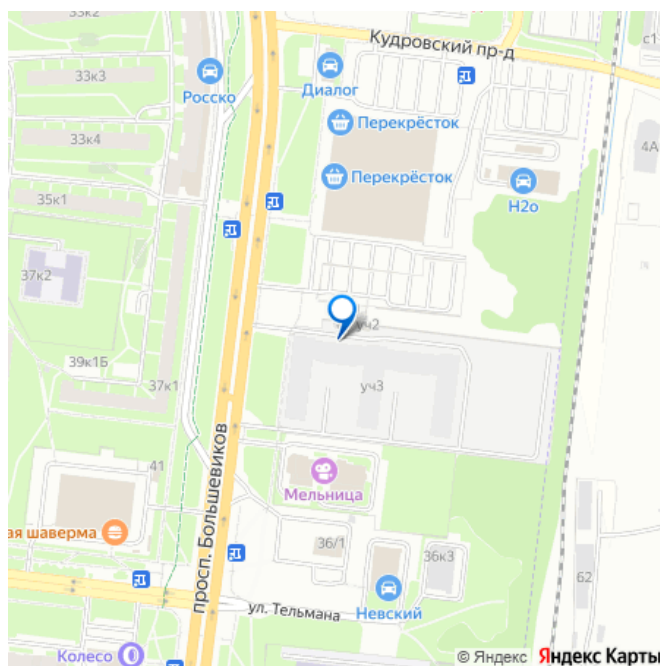 33к2
Кудровский пр-д
33к3
Росско
Диалог
Перекрёсток
33к4
4А
Перекрёсток
Н2о
35к1
37к2
уч2
39к1Б
37к1
уч3
просп. Большевиков
41
Мельница
ая шаверма
36/1
36к3
62
ул. Тельмана
Невский
Колесо
© Яндекс Яндекс Карты